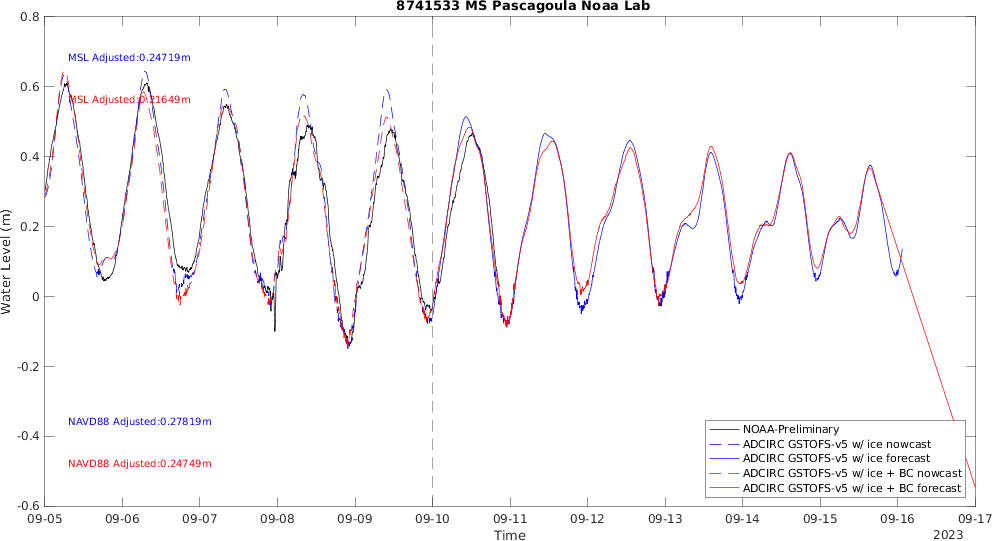 8741533 MS Pascagoula Noaa Lab
0.8
0.6
0.4
0.2
0
-0.2
-0.4
-0.6
Water Level (m)
MSL Adjusted:0.24719m
MSL Adjusted:0.21649m
NAVD88 Adjusted:0.27819m
NAVD88 Adjusted:0.24749m
NOAA-Preliminary
ADCIRC GSTOFS-v5 w/ ice nowcast
ADCIRC GSTOFS-v5 w/ ice forecast
ADCIRC GSTOFS-v5 w/ ice + BC nowcast
ADCIRC GSTOFS-v5 w/ ice + BC forecast
09-05 09-06 09-07 09-08 09-09 09-10 09-11 09-12 09-13 09-14 09-15 09-16 09-17
Time
2023